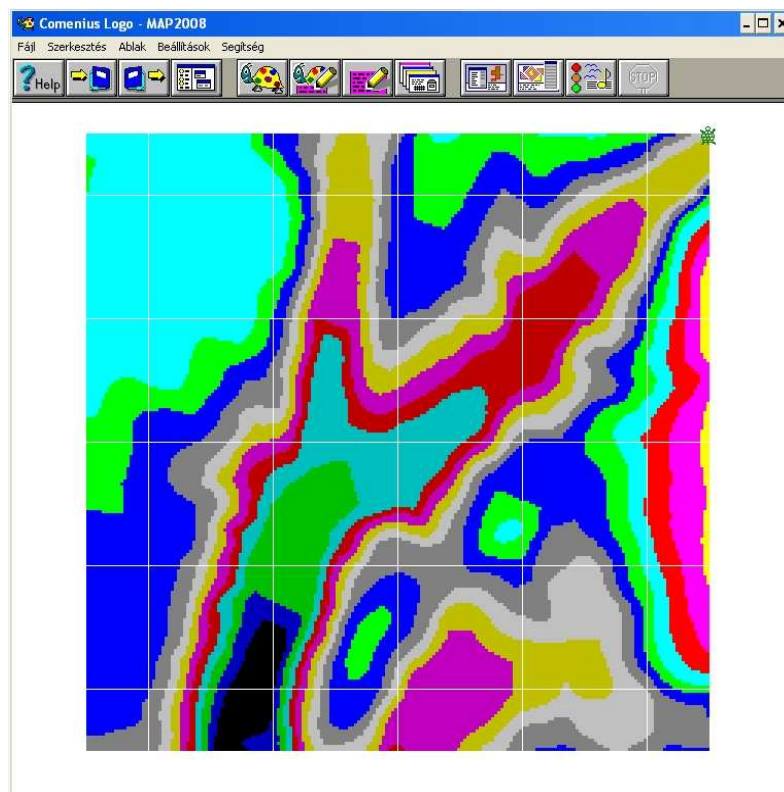 Comenius Logo - MAP2008
Fájl Szerkesztés Ablak Beállítások Segítség
Help STOP